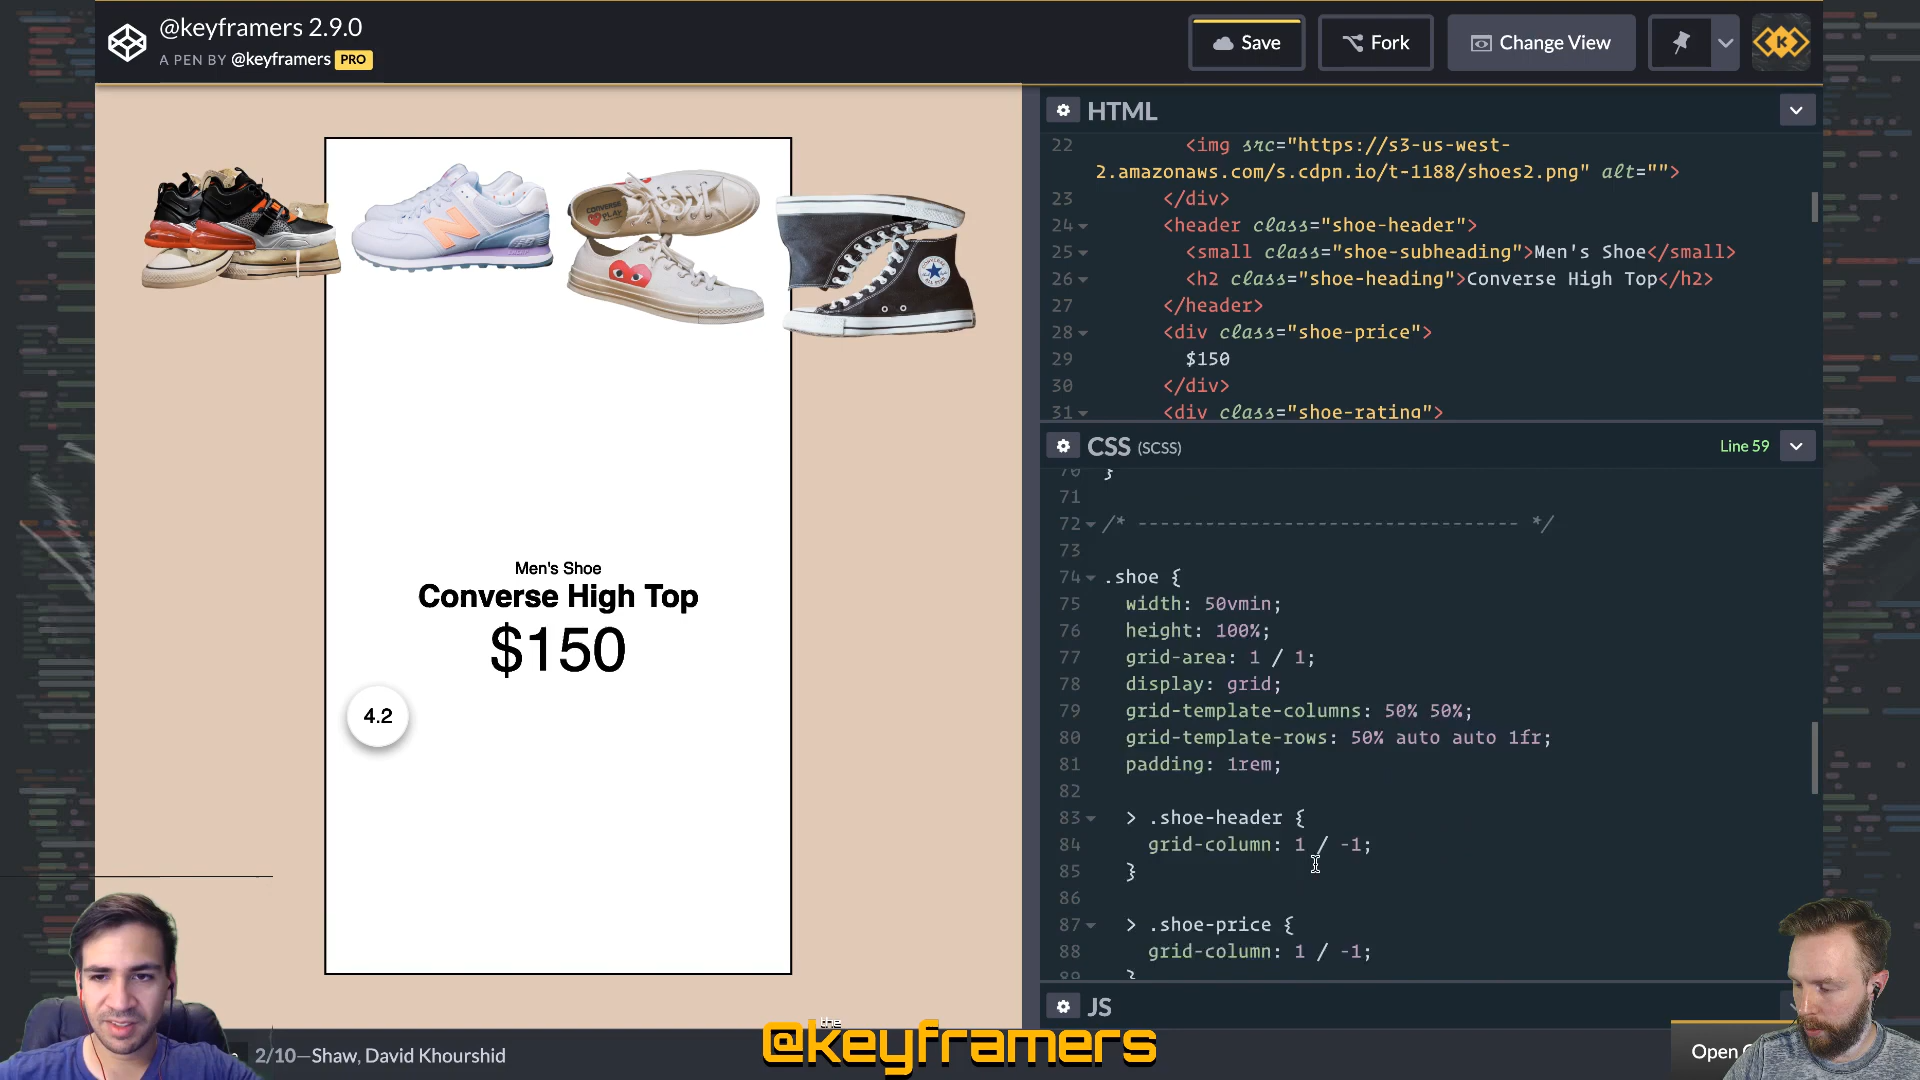 @keyframers 2.9.0
A PEN BY @keyframers PRO
Save
Fork
Change View
K
HTML
22 <img src="https://s3-us-west-
2.amazonaws.com/s.cdpn.io/t-1188/shoes2.png" alt="">
23 </div>
24 <header class="shoe-header">
25 <small class="shoe-subheading">Men's Shoe</small>
26 <h2 class="shoe-heading">Converse High Top</h2>
27 </header>
28 <div class="shoe-price">
29 $150
30 </div>
31 <div class="shoe-rating">
CSS (SCSS)
Line 59
70 }
71
72 /* ---------------------------------- */
73
74 .shoe {
75 width: 50vmin;
76 height: 100%;
77 grid-area: 1 / 1;
78 display: grid;
79 grid-template-columns: 50% 50%;
80 grid-template-rows: 50% auto auto 1fr;
81 padding: 1rem;
82
83 > .shoe-header {
84 grid-column: 1 / -1;
85 }
86
87 > .shoe-price {
88 grid-column: 1 / -1;
89 }
JS
Men's Shoe
Converse High Top
$150
4.2
2/10—Shaw, David Khourshid
the
@keyframers
Open